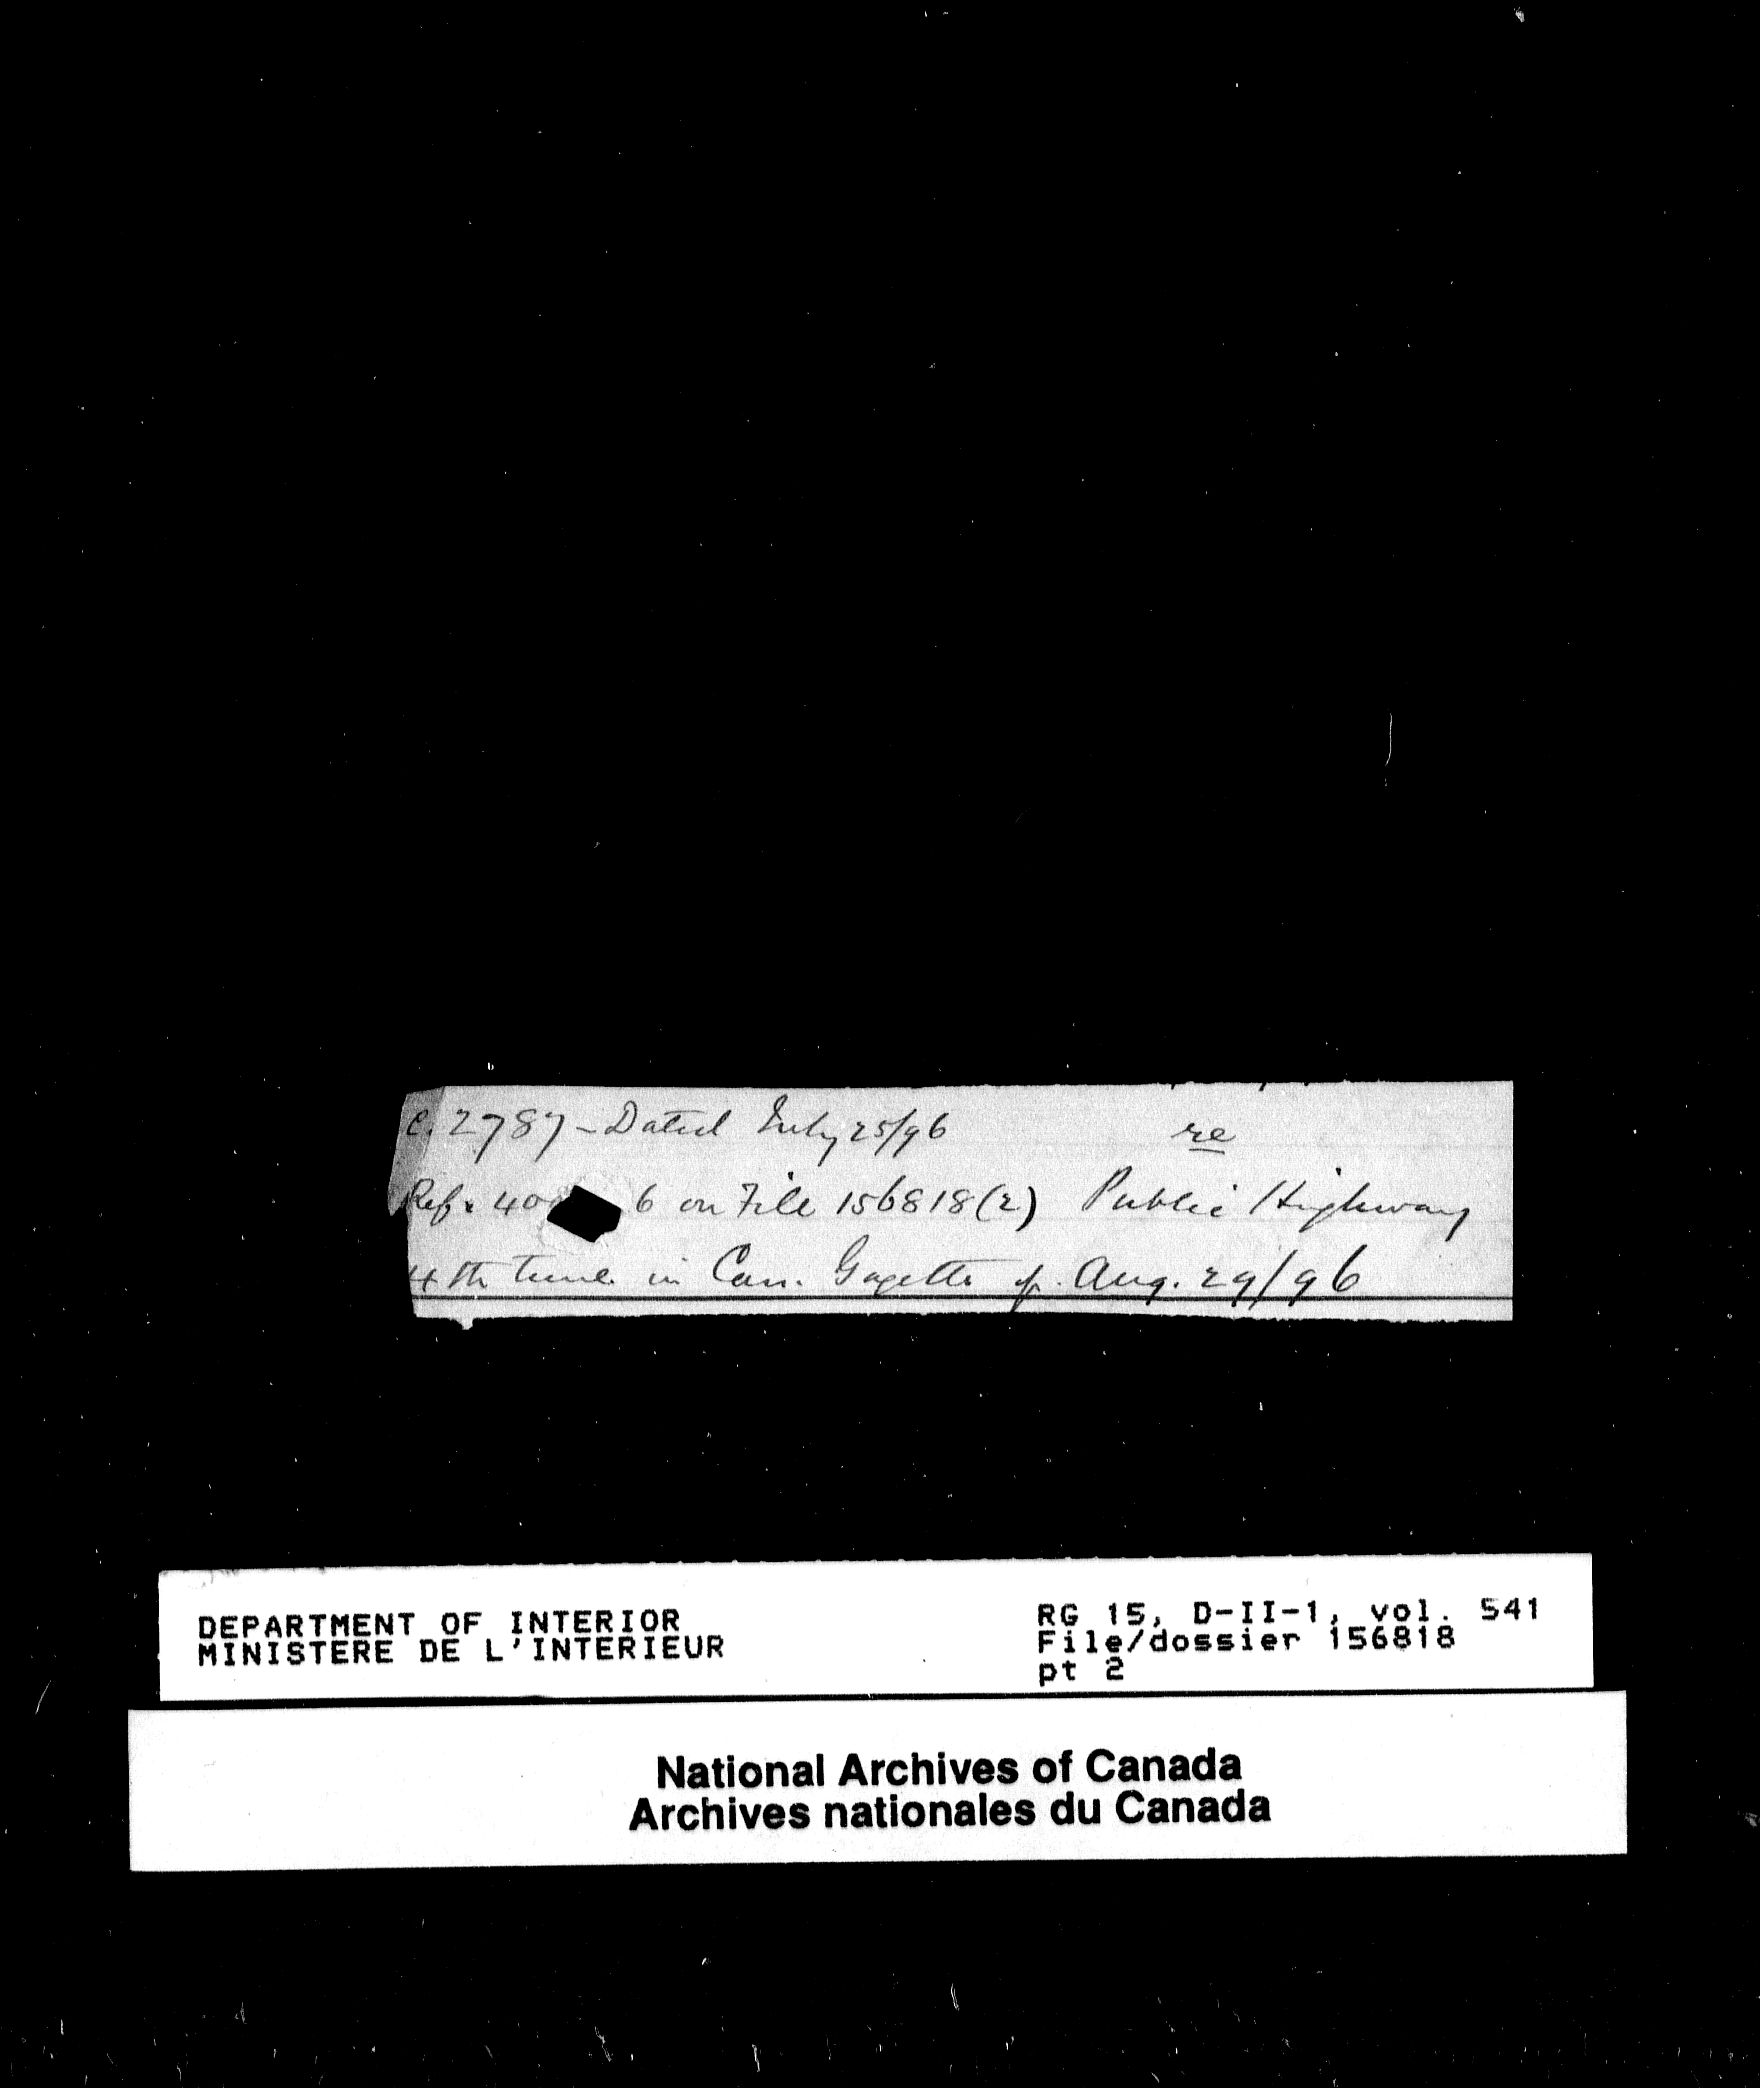 C. 2787 - Dated July 25/96 re
Ref. 40 6 on File 156818(2) Public Highway
4th time in Can. Gazette of Aug. 29/96
DEPARTMENT OF INTERIOR
MINISTERE DE L'INTERIEUR
RG 15, D-II-1, vol. 541
File/dossier 156818
pt 2
National Archives of Canada
Archives nationales du Canada